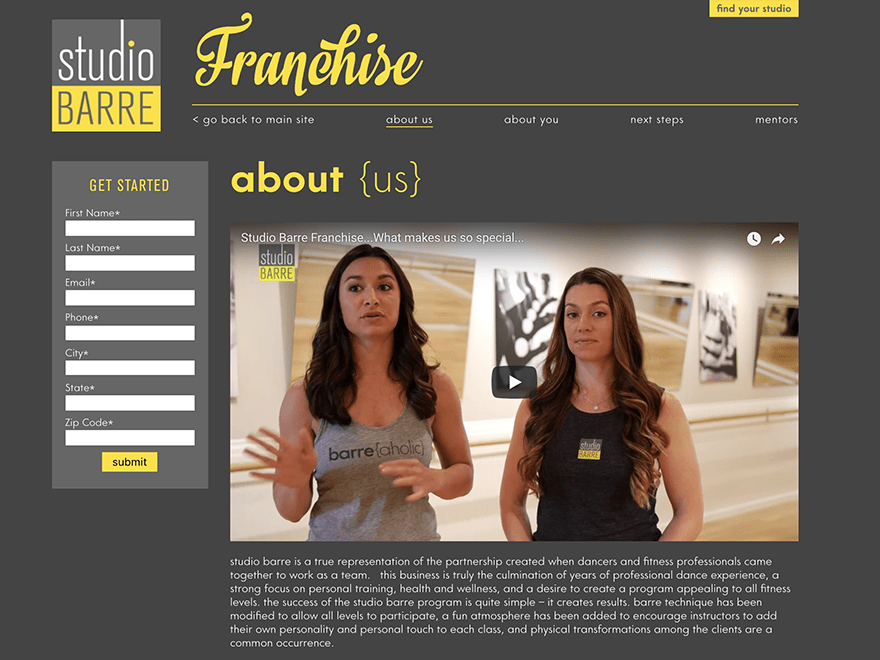 find your studio
studio
BARRE
Franchise
< go back to main site
about us
about you
next steps
mentors
GET STARTED
First Name*
Last Name*
Email*
Phone*
City*
State*
Zip Code*
submit
about {us}
Studio Barre Franchise...What makes us so special...
studio
BARRE
barre{aholic}
studio
BARRE
studio barre is a true representation of the partnership created when dancers and fitness professionals came
together to work as a team.   this business is truly the culmination of years of professional dance experience, a
strong focus on personal training, health and wellness, and a desire to create a program appealing to all fitness
levels. the success of the studio barre program is quite simple – it creates results. barre technique has been
modified to allow all levels to participate, a fun atmosphere has been added to encourage instructors to add
their own personality and personal touch to each class, and physical transformations among the clients are a
common occurrence.